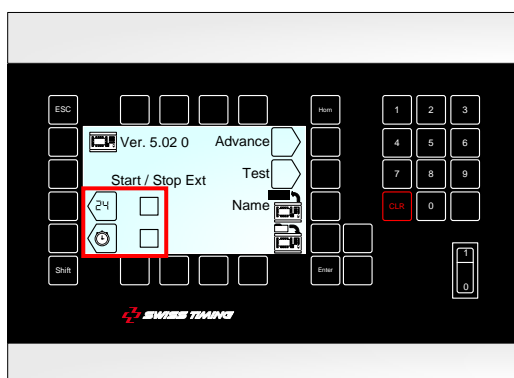 ESC
Horn
1 2 3
Ver. 5.02 0 Advance
4 5 6
Start / Stop Ext Test
7 8 9
24 Name
CLR 0
Shift
Enter
1
0
SWISS TIMING